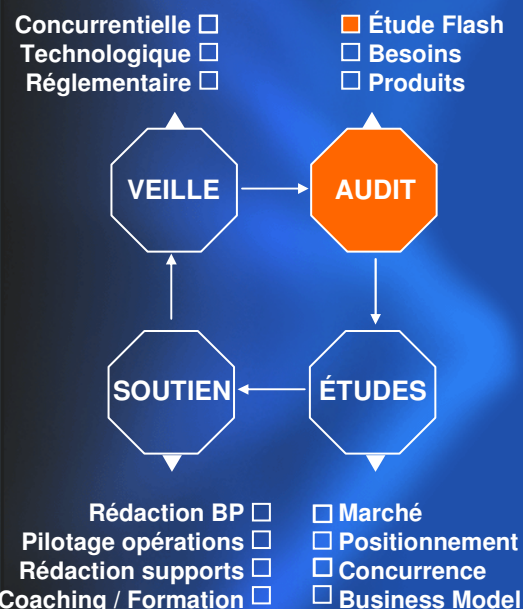 Concurrentielle
Technologique
Réglementaire
Étude Flash
Besoins
Produits
VEILLE
AUDIT
SOUTIEN
ÉTUDES
Rédaction BP
Pilotage opérations
Rédaction supports
Coaching / Formation
Marché
Positionnement
Concurrence
Business Model